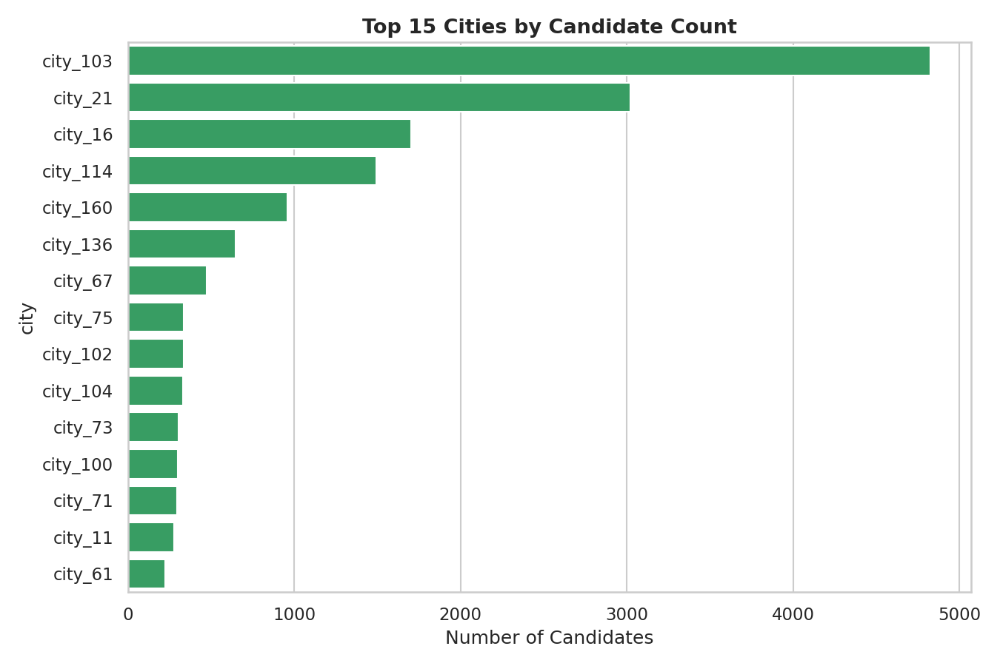 Top 15 Cities by Candidate Count
city_103
city_21
city_16
city_114
city_160
city_136
city_67
city_75
city_102
city_104
city_73
city_100
city_71
city_11
city_61
city
0 1000 2000 3000 4000 5000
Number of Candidates